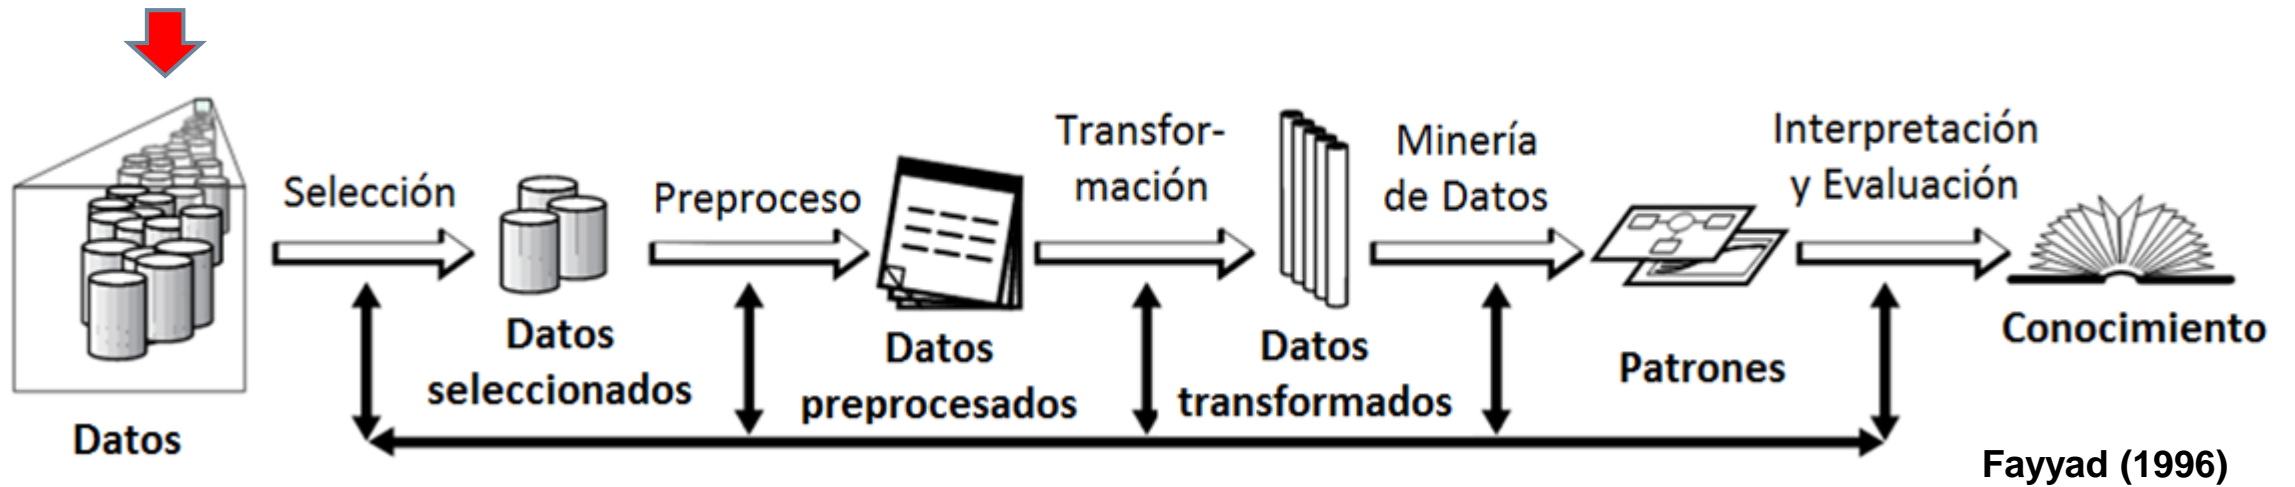 Datos
Selección
Datos
seleccionados
Preproceso
Datos
preprocesados
Transfor-
mación
Datos
transformados
Minería
de Datos
Patrones
Interpretación
y Evaluación
Conocimiento
Fayyad (1996)